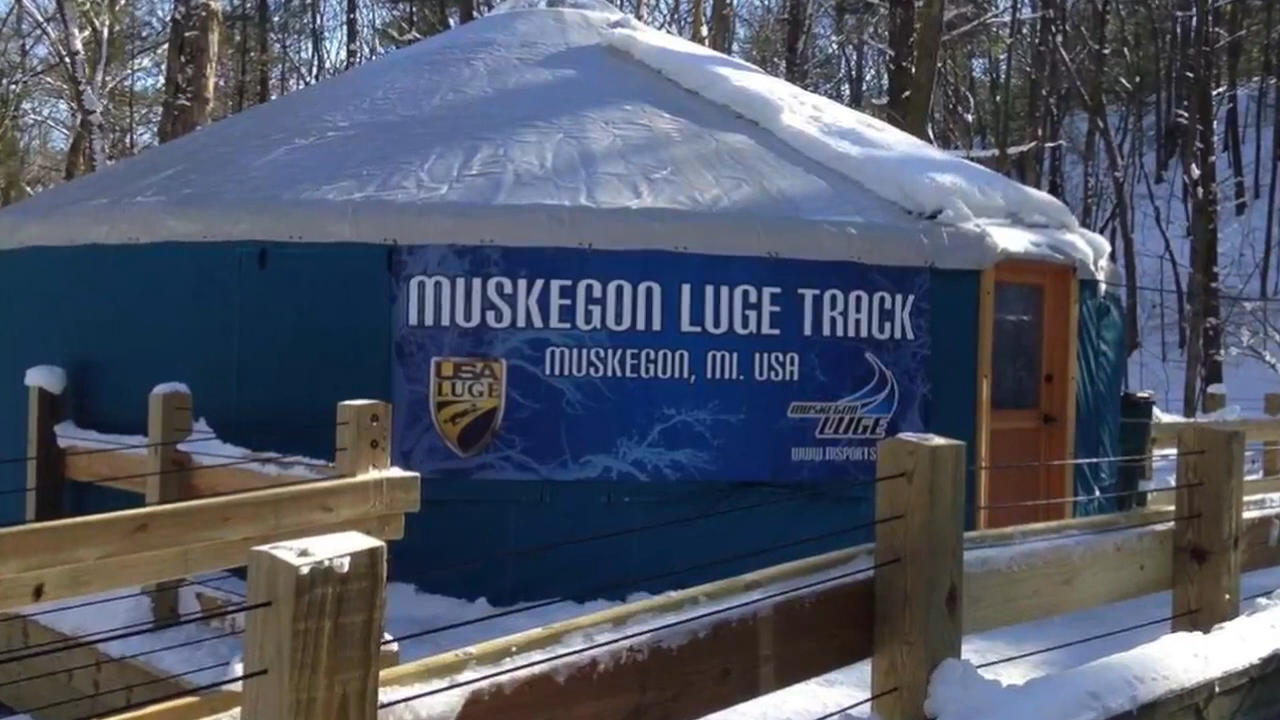 MUSKEGON LUGE TRACK
MUSKEGON, MI. USA
USA
LUGE
MUSKEGON
LUGE